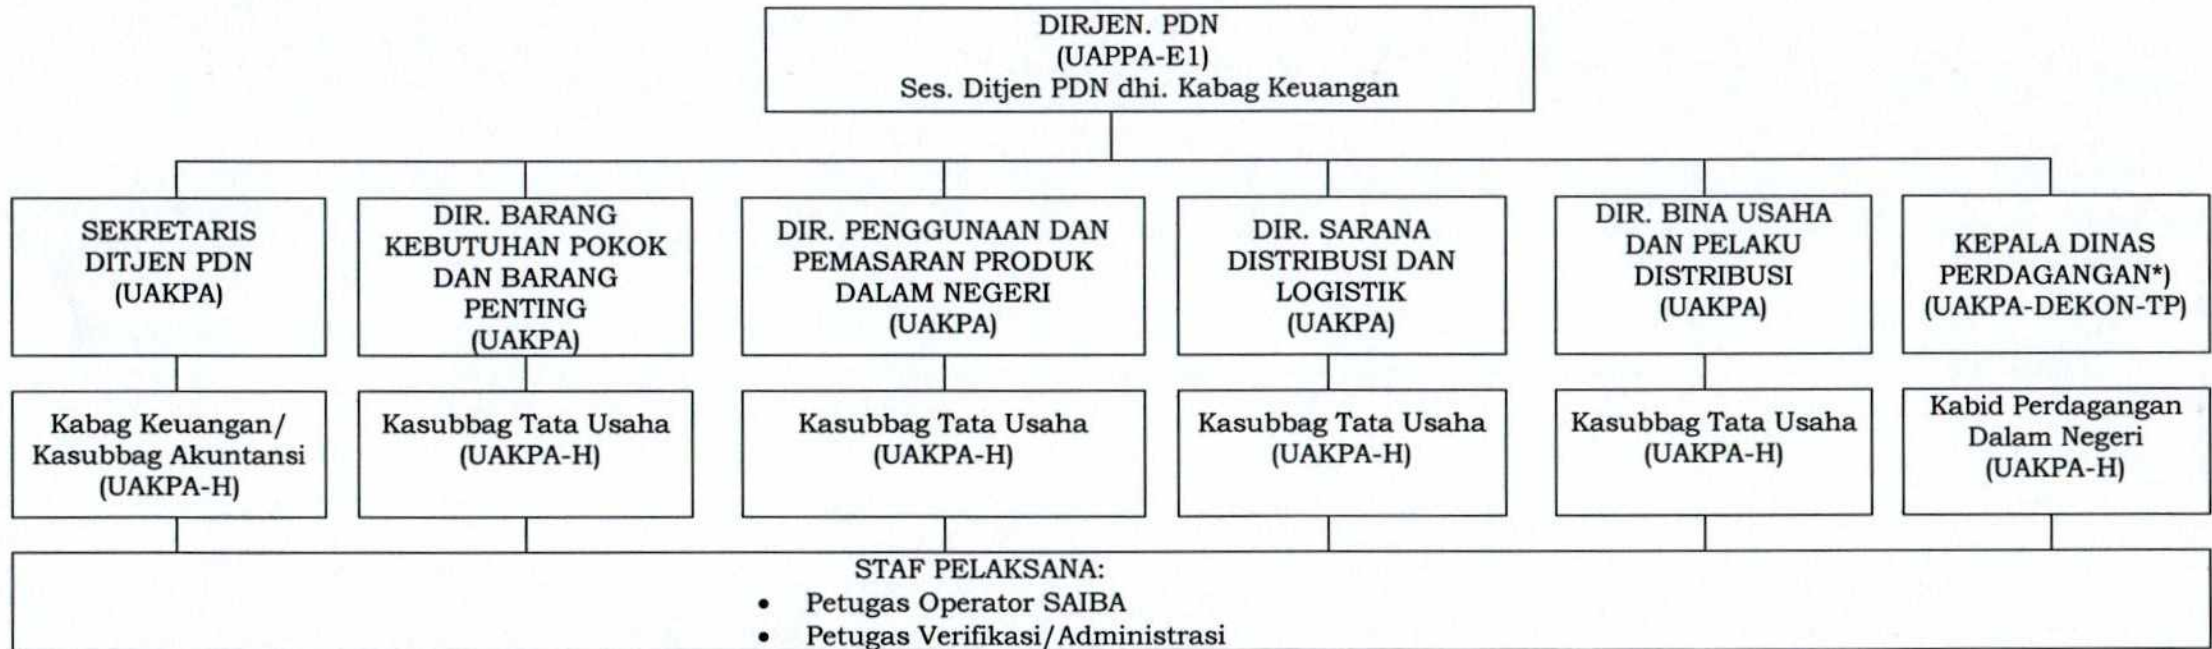 DIRJEN. PDN
(UAPPA-E1)
Ses. Ditjen PDN dhi. Kabag Keuangan
SEKRETARIS
DITJEN PDN
(UAKPA)
DIR. BARANG
KEBUTUHAN POKOK
DAN BARANG
PENTING
(UAKPA)
DIR. PENGGUNAAN DAN
PEMASARAN PRODUK
DALAM NEGERI
(UAKPA)
DIR. SARANA
DISTRIBUSI DAN
LOGISTIK
(UAKPA)
DIR. BINA USAHA
DAN PELAKU
DISTRIBUSI
(UAKPA)
KEPALA DINAS
PERDAGANGAN*)
(UAKPA-DEKON-TP)
Kabag Keuangan/
Kasubbag Akuntansi
(UAKPA-H)
Kasubbag Tata Usaha
(UAKPA-H)
Kasubbag Tata Usaha
(UAKPA-H)
Kasubbag Tata Usaha
(UAKPA-H)
Kasubbag Tata Usaha
(UAKPA-H)
Kabid Perdagangan
Dalam Negeri
(UAKPA-H)
STAF PELAKSANA:
• Petugas Operator SAIBA
• Petugas Verifikasi/Administrasi